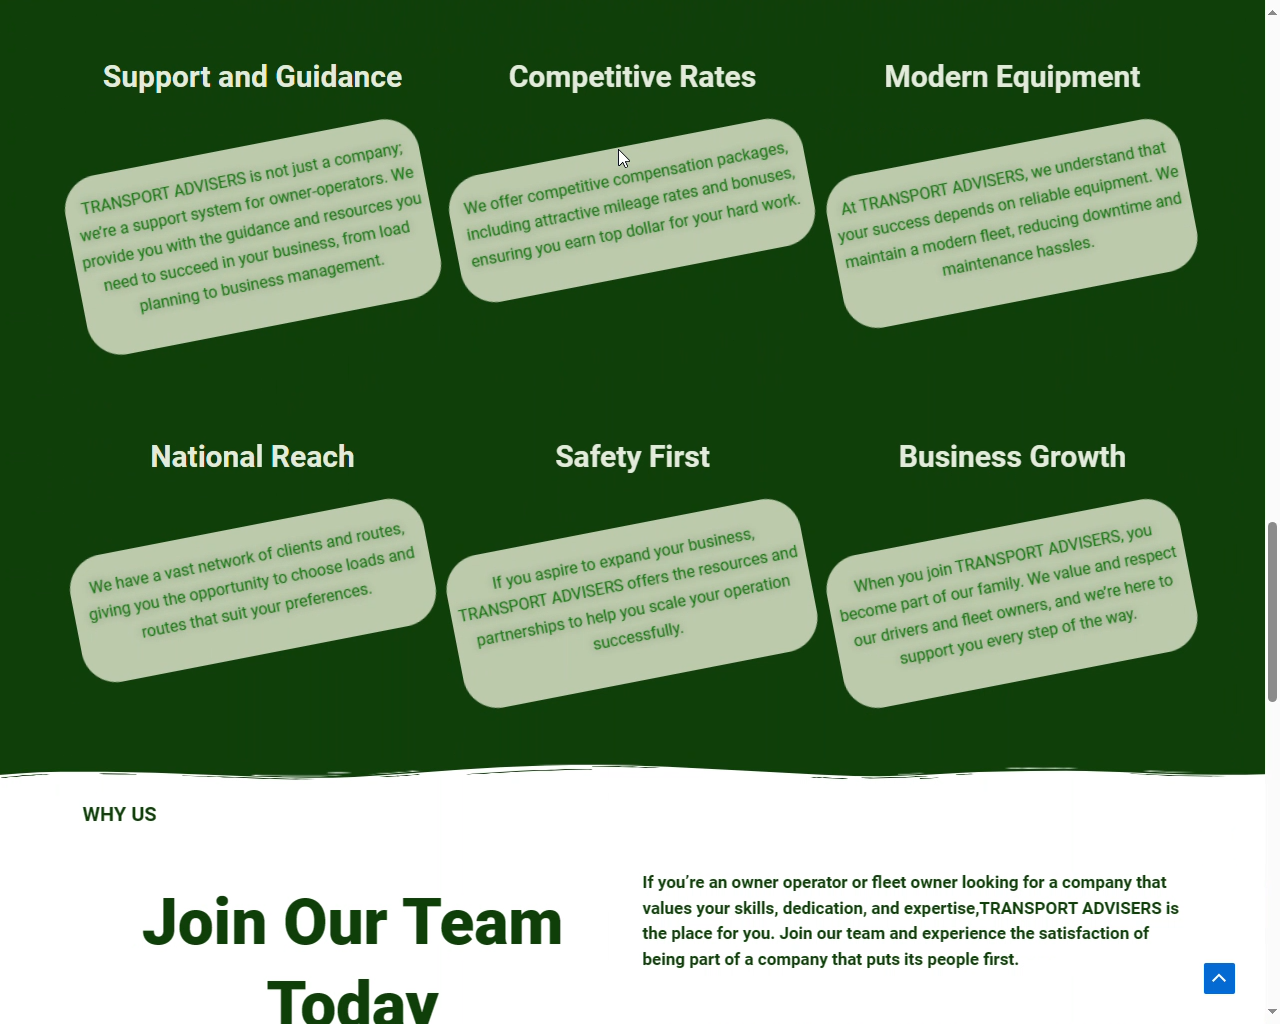 Support and Guidance
TRANSPORT ADVISERS is not just a company;
we're a support system for owner-operators. We
provide you with the guidance and resources you
need to succeed in your business, from load
planning to business management.
Competitive Rates
We offer competitive compensation packages,
including attractive mileage rates and bonuses,
ensuring you earn top dollar for your hard work.
Modern Equipment
At TRANSPORT ADVISERS, we understand that
your success depends on reliable equipment. We
maintain a modern fleet, reducing downtime and
maintenance hassles.
National Reach
We have a vast network of clients and routes,
giving you the opportunity to choose loads and
routes that suit your preferences.
Safety First
If you aspire to expand your business,
TRANSPORT ADVISERS offers the resources and
partnerships to help you scale your operation
successfully.
Business Growth
When you join TRANSPORT ADVISERS, you
become part of our family. We value and respect
our drivers and fleet owners, and we're here to
support you every step of the way.
WHY US
Join Our Team
Today
If you’re an owner operator or fleet owner looking for a company that
values your skills, dedication, and expertise,TRANSPORT ADVISERS is
the place for you. Join our team and experience the satisfaction of
being part of a company that puts its people first.